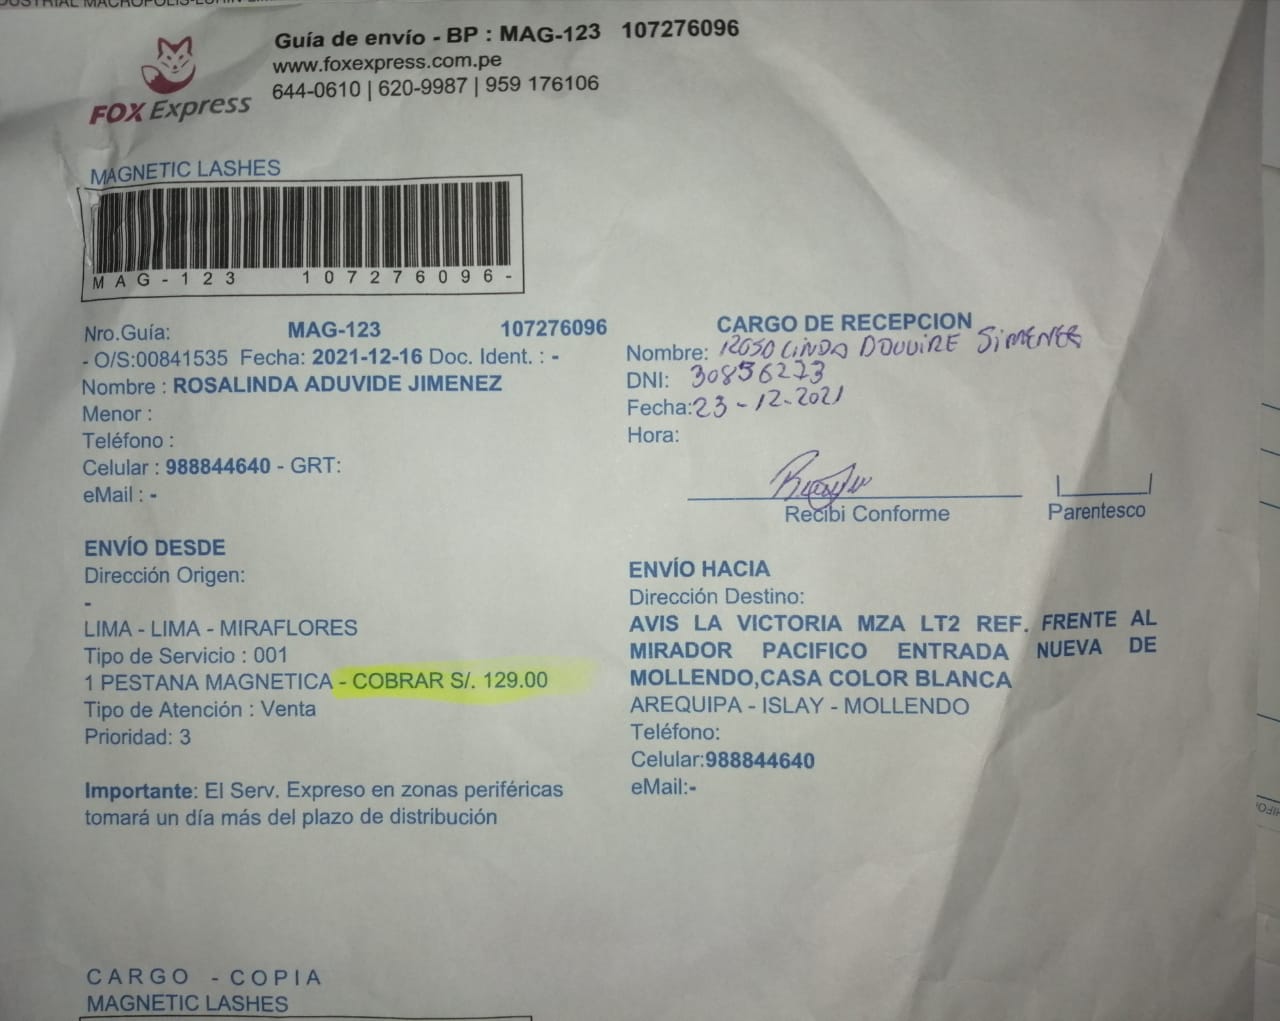 Guía de envío - BP : MAG-123 107276096
www.foxexpress.com.pe
644-0610 | 620-9987 | 959 176106
FOX Express
MAGNETIC LASHES
MAG-123 107276096-
Nro.Guía: MAG-123 107276096
- O/S:00841535 Fecha: 2021-12-16 Doc. Ident. : -
Nombre : ROSALINDA ADUVIDE JIMENEZ
Menor :
Teléfono :
Celular : 988844640 - GRT:
eMail : -
CARGO DE RECEPCION
Nombre: ROSO LINDA DOUVIRE SiMENES
DNI: 30856273
Fecha: 23-12-2021
Hora:
Recibi Conforme
Parentesco
ENVÍO DESDE
Dirección Origen:
-
LIMA - LIMA - MIRAFLORES
Tipo de Servicio : 001
1 PESTANA MAGNETICA - COBRAR S/. 129.00
Tipo de Atención : Venta
Prioridad: 3
Importante: El Serv. Expreso en zonas periféricas
tomará un día más del plazo de distribución
ENVÍO HACIA
Dirección Destino:
AVIS LA VICTORIA MZA LT2 REF. FRENTE AL
MIRADOR PACIFICO ENTRADA NUEVA DE
MOLLENDO,CASA COLOR BLANCA
AREQUIPA - ISLAY - MOLLENDO
Teléfono:
Celular:988844640
eMail:-
CARGO - COPIA
MAGNETIC LASHES